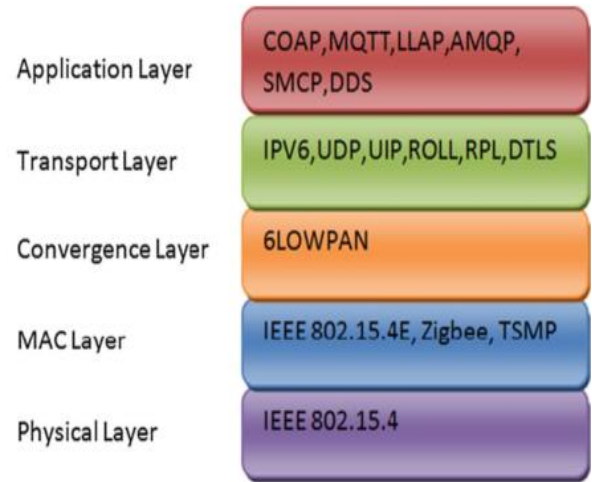 Application Layer
COAP,MQTT,LLAP,AMQP,
SMCP,DDS
Transport Layer
IPV6,UDP,UIP,ROLL,RPL,DTLS
Convergence Layer
6LOWPAN
MAC Layer
IEEE 802.15.4E, Zigbee, TSMP
Physical Layer
IEEE 802.15.4